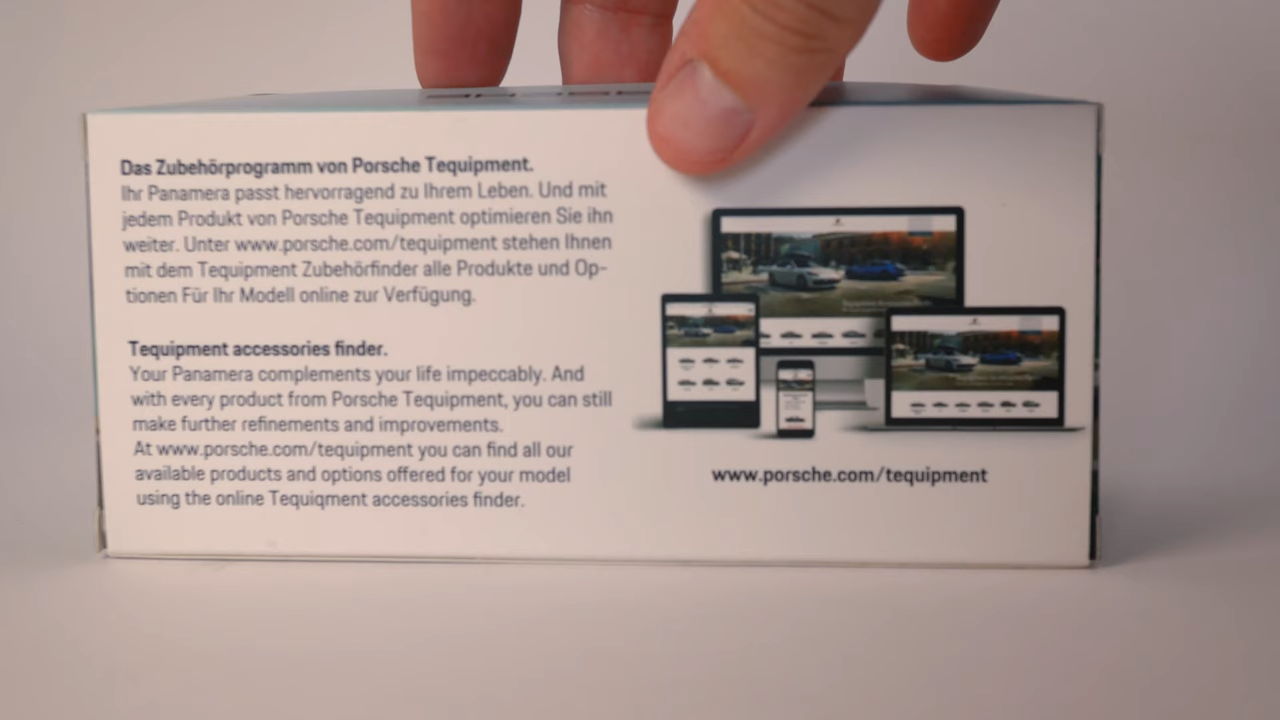 Das Zubehörprogramm von Porsche Tequipment.
Ihr Panamera passt hervorragend zu Ihrem Leben. Und mit
jedem Produkt von Porsche Tequipment optimieren Sie ihn
weiter. Unter www.porsche.com/tequipment stehen Ihnen
mit dem Tequipment Zubehörfinder alle Produkte und Op-
tionen Für Ihr Modell online zur Verfügung.
Tequipment accessories finder.
Your Panamera complements your life impeccably. And
with every product from Porsche Tequipment, you can still
make further refinements and improvements.
At www.porsche.com/tequipment you can find all our
available products and options offered for your model
using the online Tequiqment accessories finder.
www.porsche.com/tequipment